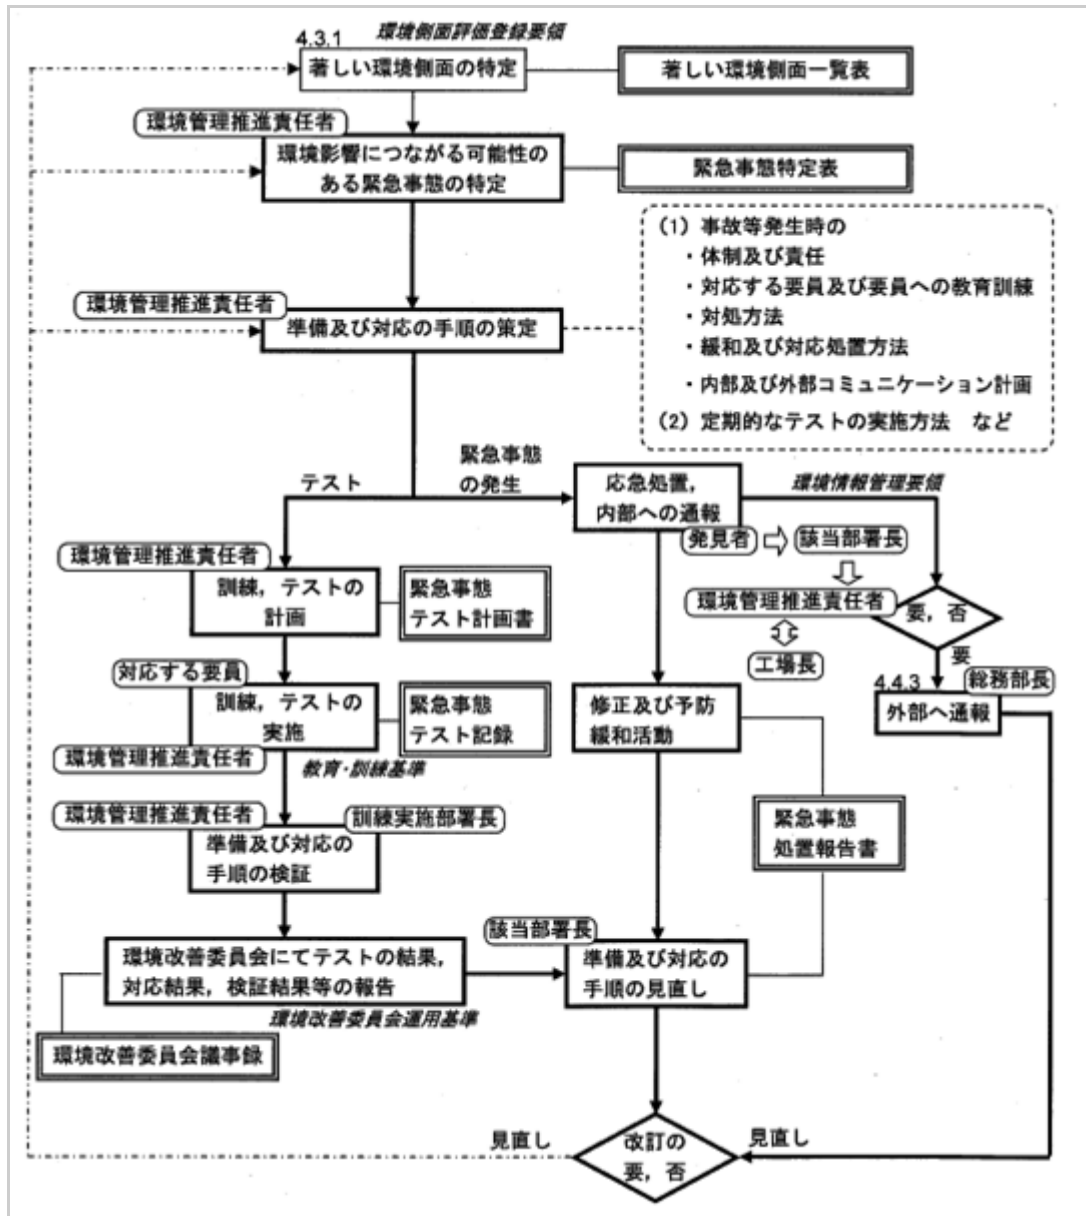 環境側面評価登録要領
4.3.1
著しい環境側面の特定
著しい環境側面一覧表
環境管理推進責任者
環境影響につながる可能性の
ある緊急事態の特定
緊急事態特定表
(1) 事故等発生時の
・体制及び責任
・対応する要員及び要員への教育訓練
・対処方法
・緩和及び対応処置方法
・内部及び外部コミュニケーション計画
(2) 定期的なテストの実施方法 など
環境管理推進責任者
準備及び対応の手順の策定
テスト
緊急事態
の発生
応急処置,
内部への通報
環境情報管理要領
発見者
該当部署長
環境管理推進責任者
工場長
要, 否
要
4.4.3
総務部長
外部へ通報
環境管理推進責任者
訓練, テストの
計画
緊急事態
テスト計画書
対応する要員
訓練, テストの
実施
緊急事態
テスト記録
環境管理推進責任者
教育・訓練基準
修正及び予防
緩和活動
環境管理推進責任者
訓練実施部署長
準備及び対応の
手順の検証
緊急事態
処置報告書
環境改善委員会にてテストの結果,
対応結果, 検証結果等の報告
環境改善委員会運用基準
環境改善委員会議事録
該当部署長
準備及び対応の
手順の見直し
見直し
改訂の
要, 否
見直し